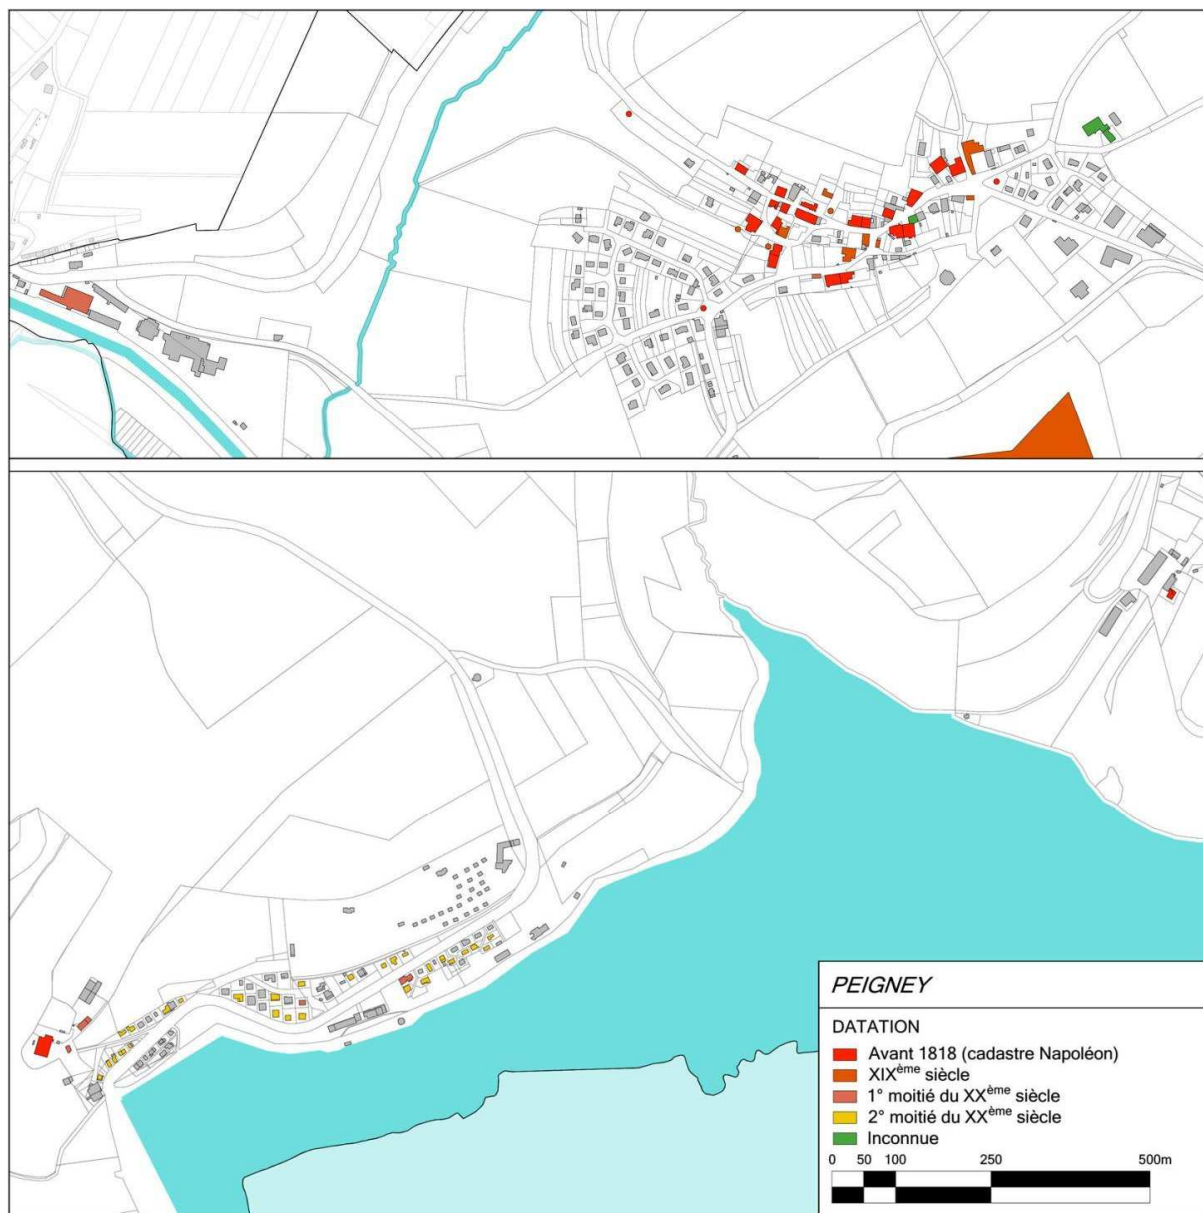 PEIGNEY
DATATION
Avant 1818 (cadastre Napoléon)
XIXème siècle
1° moitié du XXème siècle
2° moitié du XXème siècle
Inconnue
0 50 100 250 500m